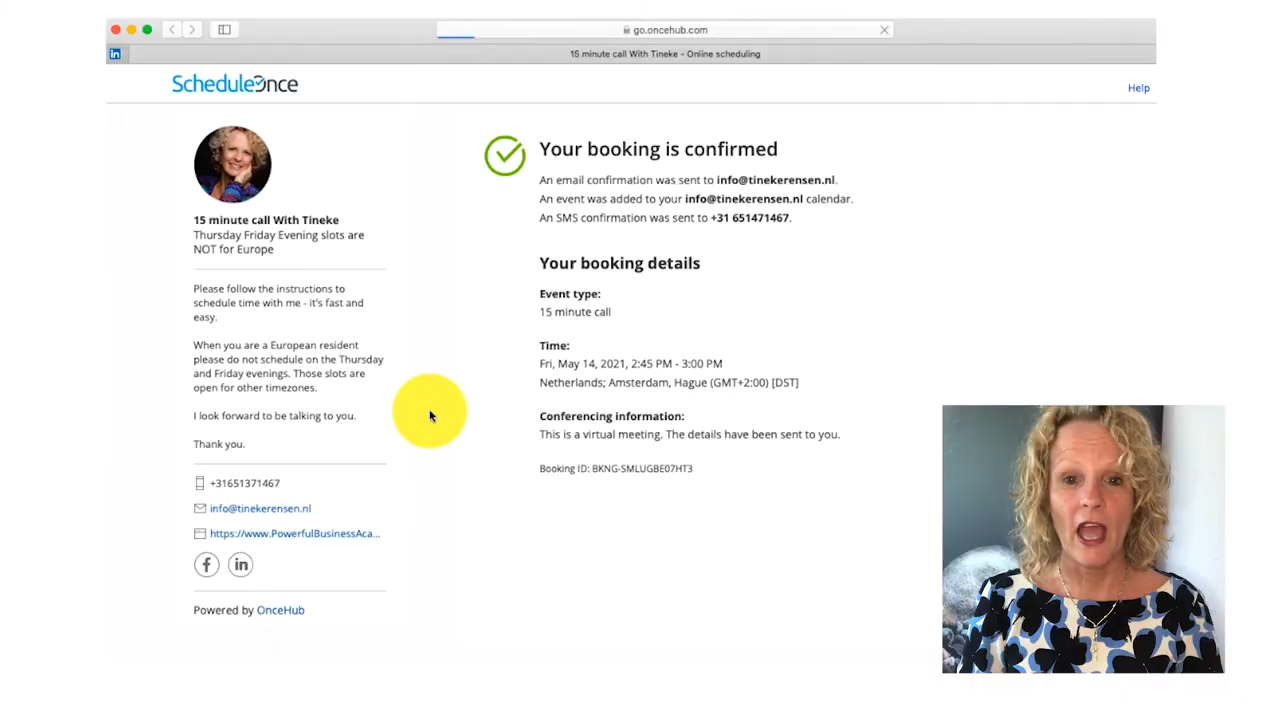 go.oncehub.com
in
15 minute call With Tineke – Online scheduling
ScheduleOnce
Help
15 minute call With Tineke
Thursday Friday Evening slots are
NOT for Europe
Please follow the instructions to
schedule time with me - it's fast and
easy.
When you are a European resident
please do not schedule on the Thursday
and Friday evenings. Those slots are
open for other timezones.
I look forward to be talking to you.
Thank you.
+31651371467
info@tinekerensen.nl
https://www.PowerfulBusinessAca...
f in
Powered by OnceHub
Your booking is confirmed
An email confirmation was sent to info@tinekerensen.nl.
An event was added to your info@tinekerensen.nl calendar.
An SMS confirmation was sent to +31 651471467.
Your booking details
Event type:
15 minute call
Time:
Fri, May 14, 2021, 2:45 PM - 3:00 PM
Netherlands; Amsterdam, Hague (GMT+2:00) [DST]
Conferencing information:
This is a virtual meeting. The details have been sent to you.
Booking ID: BKNG-SMLUGBE07HT3